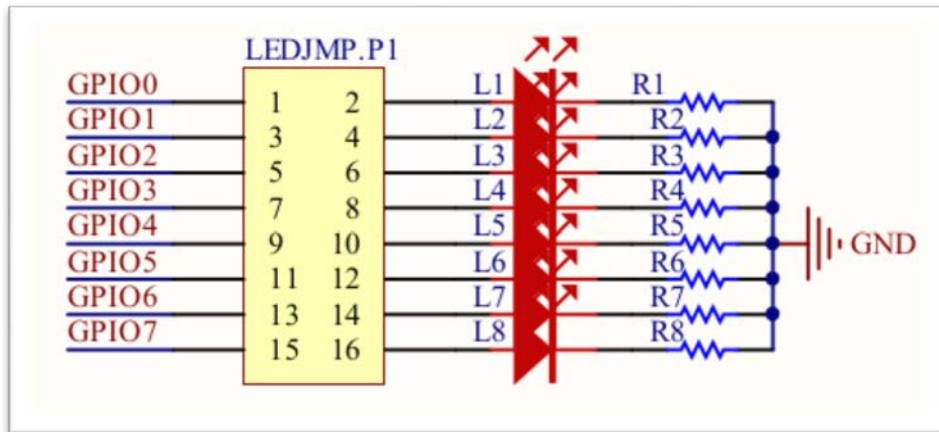 LEDJMP.P1
GPIO0 1 2 L1 R1
GPIO1 3 4 L2 R2
GPIO2 5 6 L3 R3
GPIO3 7 8 L4 R4
GPIO4 9 10 L5 R5 GND
GPIO5 11 12 L6 R6
GPIO6 13 14 L7 R7
GPIO7 15 16 L8 R8